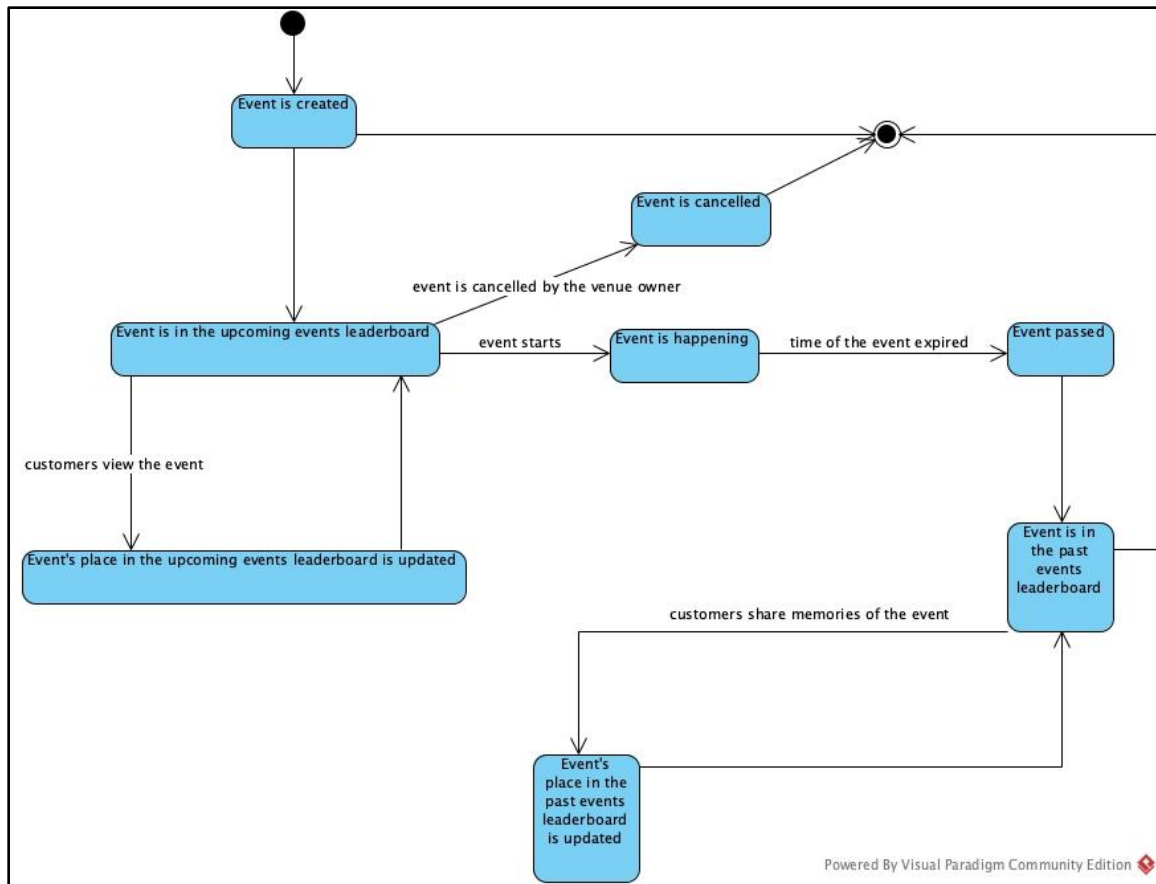 Event is created
Event is cancelled
event is cancelled by the venue owner
Event is in the upcoming events leaderboard
event starts
Event is happening
time of the event expired
Event passed
customers view the event
Event's place in the upcoming events leaderboard is updated
Event is in
the past
events
leaderboard
customers share memories of the event
Event's
place in the
past events
leaderboard
is updated
Powered By Visual Paradigm Community Edition